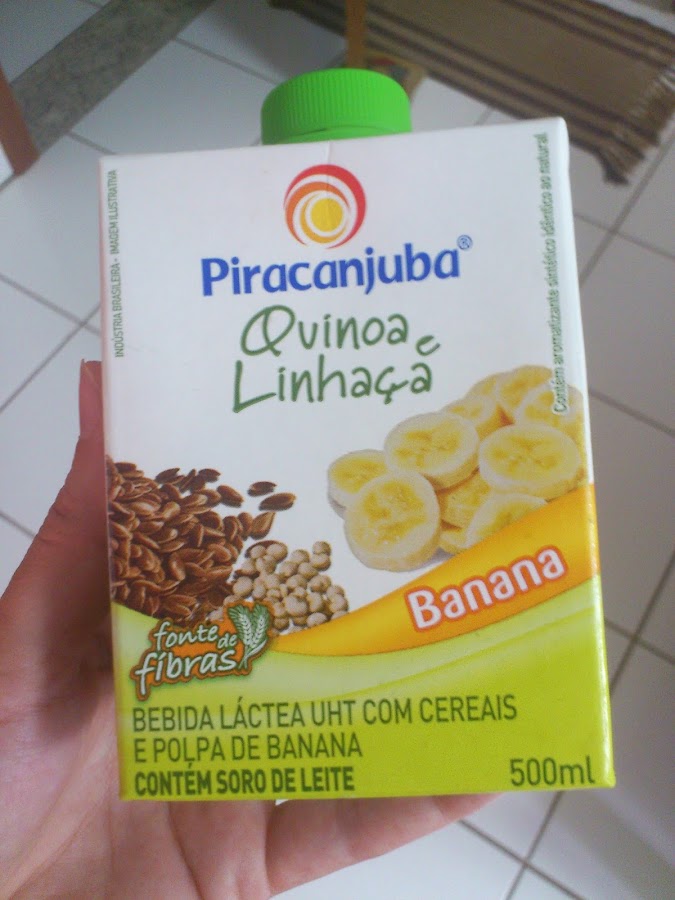 Piracanjuba®
Quinoa e
Linhaça
INDÚSTRIA BRASILEIRA - IMAGEM ILUSTRATIVA
Contém aromatizante sintético idêntico ao natural
Banana
fonte de
fibras
BEBIDA LÁCTEA UHT COM CEREAIS
E POLPA DE BANANA
CONTÉM SORO DE LEITE
500ml